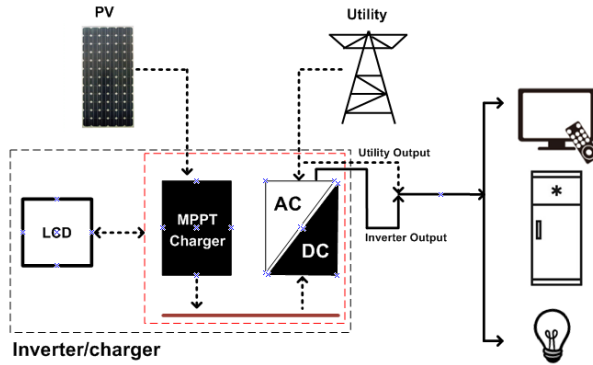 PV
Utility
Utility Output
LCD
MPPT
Charger
AC
DC
Inverter Output
Inverter/charger